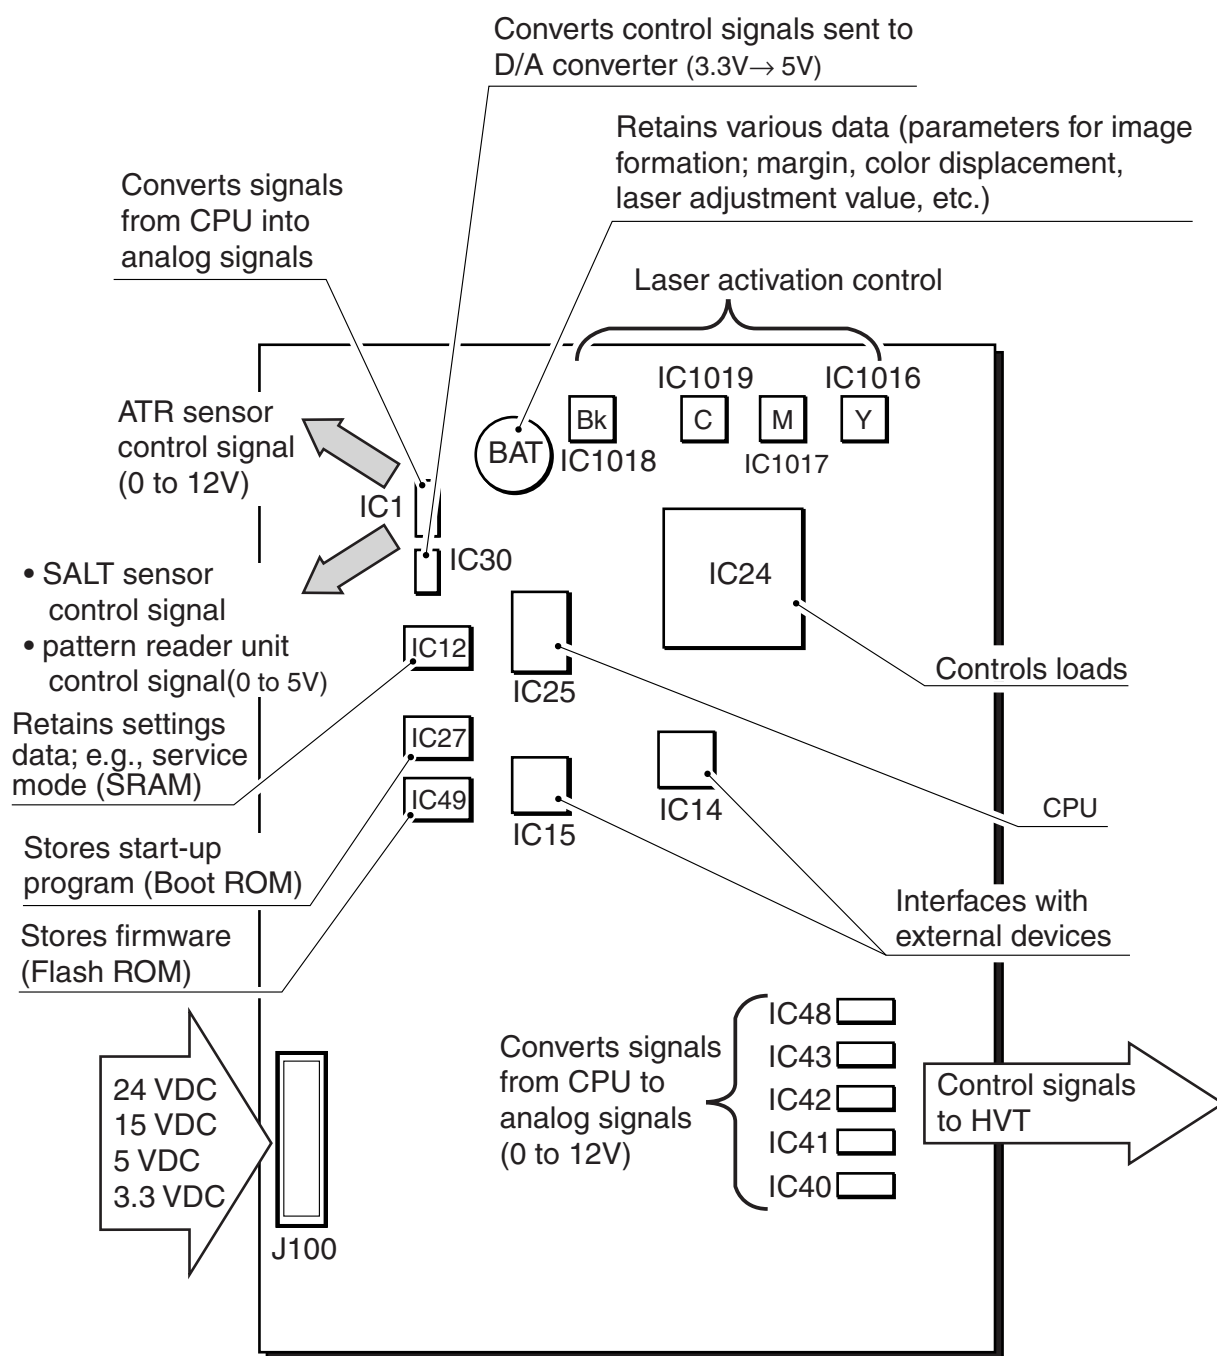 Converts control signals sent to
D/A converter (3.3V→ 5V)
Retains various data (parameters for image
formation; margin, color displacement,
laser adjustment value, etc.)
Converts signals
from CPU into
analog signals
Laser activation control
IC1019
IC1016
Bk
C
M
Y
IC1018
IC1017
BAT
ATR sensor
control signal
(0 to 12V)
IC1
IC30
IC24
• SALT sensor
control signal
• pattern reader unit
control signal(0 to 5V)
IC12
IC25
Controls loads
Retains settings
data; e.g., service
mode (SRAM)
IC27
IC49
IC15
IC14
CPU
Stores start-up
program (Boot ROM)
Stores firmware
(Flash ROM)
Interfaces with
external devices
24 VDC
15 VDC
5 VDC
3.3 VDC
J100
Converts signals
from CPU to
analog signals
(0 to 12V)
IC48
IC43
IC42
IC41
IC40
Control signals
to HVT